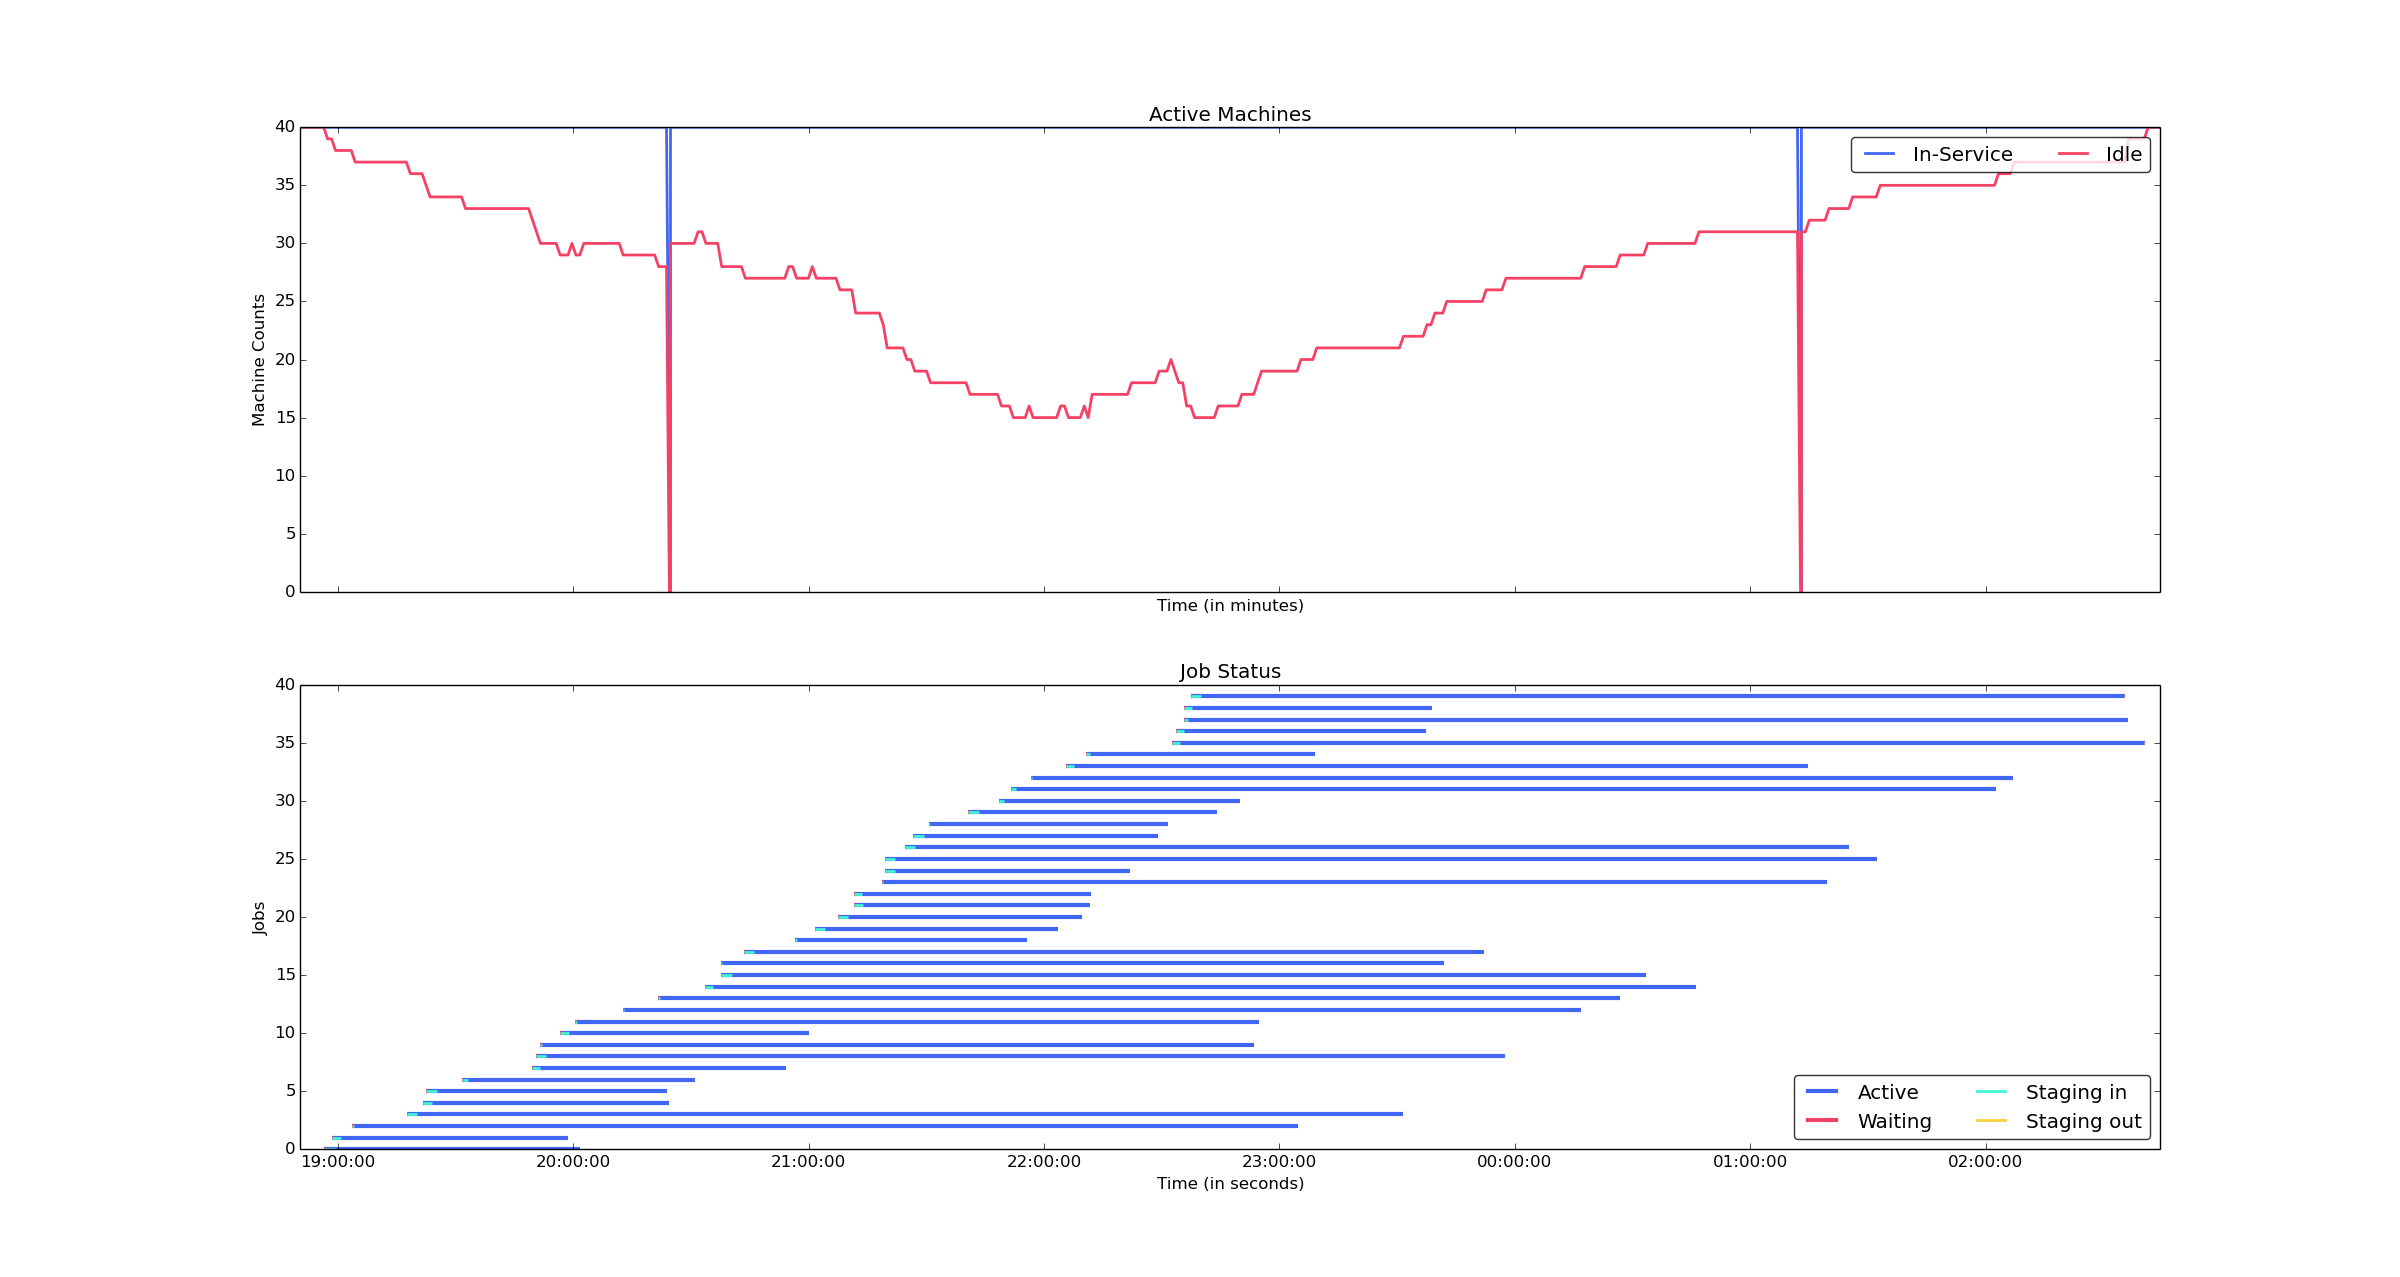 Active Machines
40
35
30
25
20
15
10
5
0
Machine Counts
In-Service Idle
Time (in minutes)
Job Status
40
35
30
25
20
15
10
5
0
Jobs
Active Staging in
Waiting Staging out
19:00:00 20:00:00 21:00:00 22:00:00 23:00:00 00:00:00 01:00:00 02:00:00
Time (in seconds)